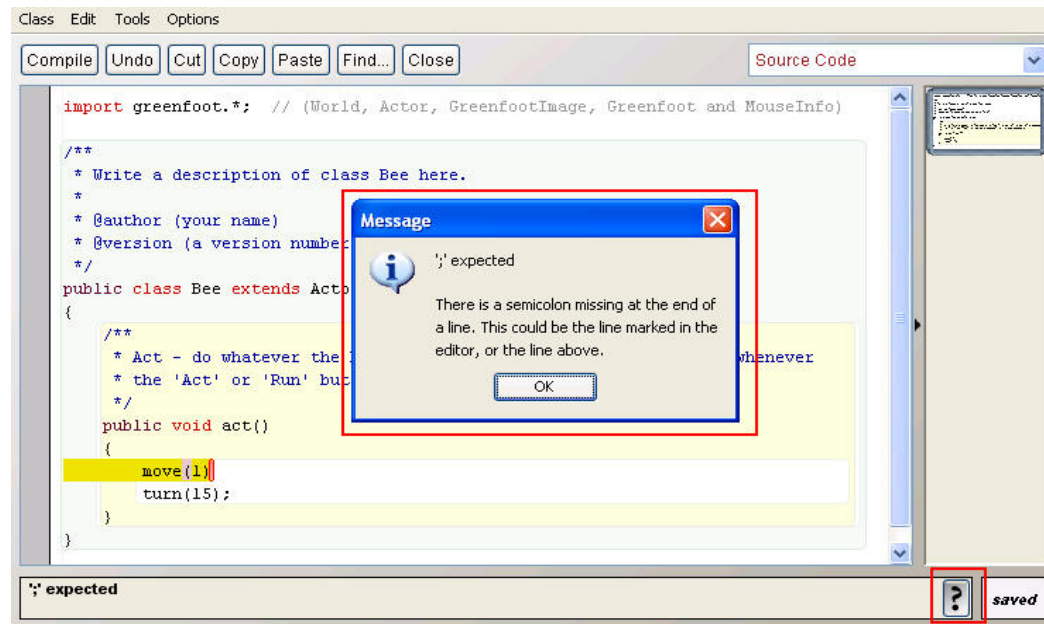 Class Edit Tools Options
Compile Undo Cut Copy Paste Find... Close Source Code
import greenfoot.*;  // (World, Actor, GreenfootImage, Greenfoot and MouseInfo)
/**
* Write a description of class Bee here.
*
* @author (your name)
* @version (a version number
*/
public class Bee extends Acto
{
/**
* Act - do whatever the whenever
* the 'Act' or 'Run' but
*/
public void act()
{
move(1)
turn(15);
}
}
Message
';' expected
There is a semicolon missing at the end of
a line. This could be the line marked in the
editor, or the line above.
OK
';' expected
? saved